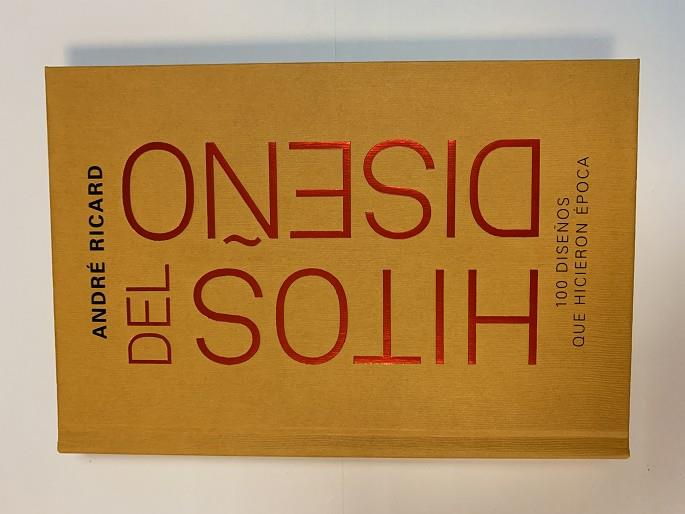 ANDRÉ RICARD
HITOS
DEL
DISEÑO
100 DISEÑOS
QUE HICIERON ÉPOCA